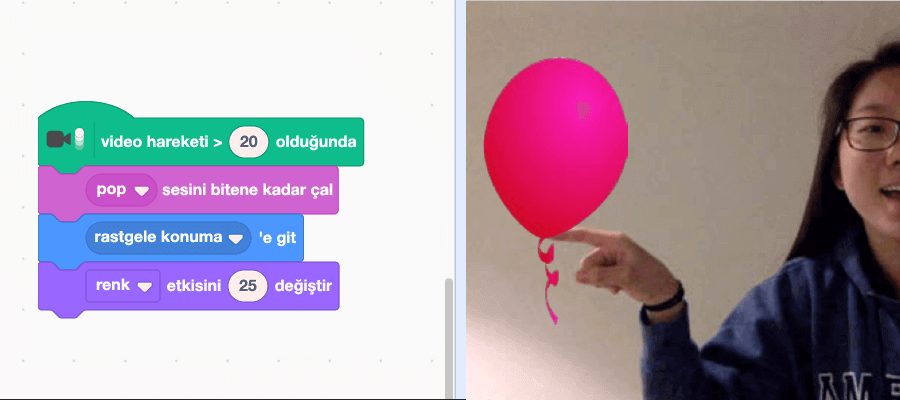 video hareketi > 20 olduğunda
pop sesini bitene kadar çal
rastgele konuma 'e git
renk etkisini 25 değiştir